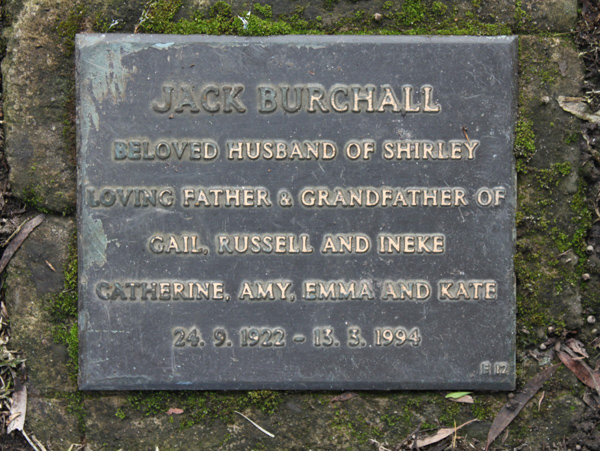 JACK BURCHALL
BELOVED HUSBAND OF SHIRLEY
LOVING FATHER & GRANDFATHER OF
GAIL, RUSSELL AND INEKE
CATHERINE, AMY, EMMA AND KATE
24. 9. 1922 - 13. 3. 1994
E 17